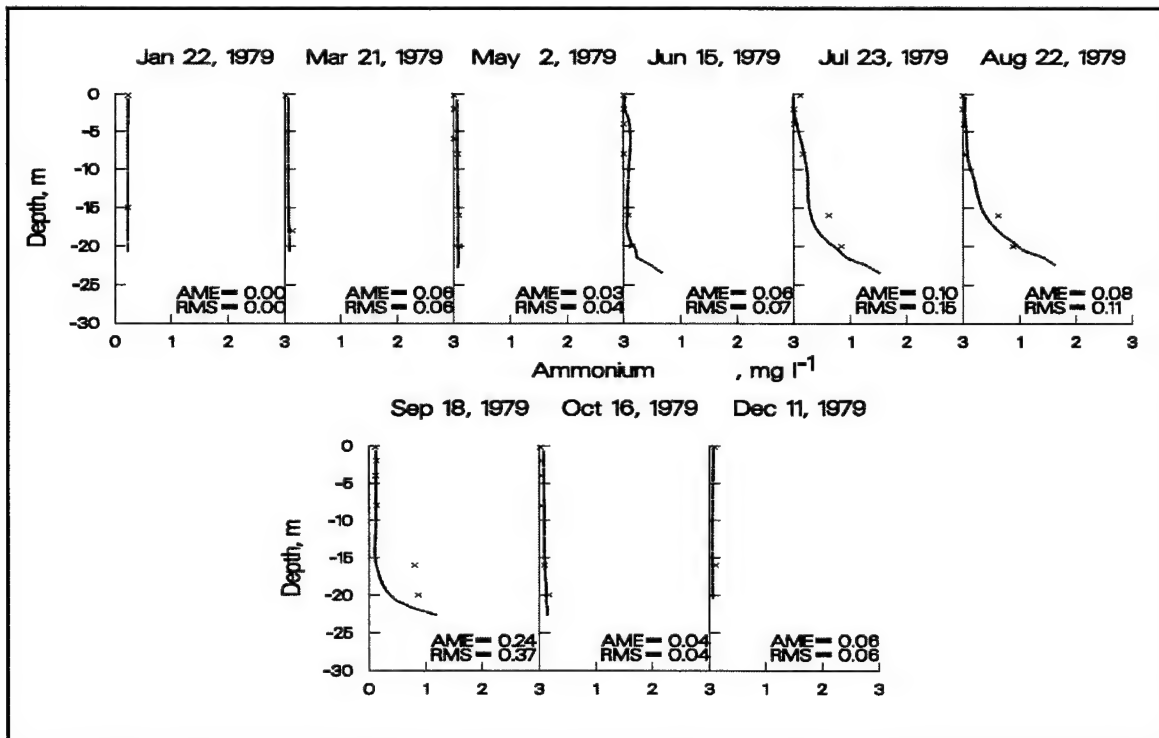 Jan 22, 1979 Mar 21, 1979 May 2, 1979 Jun 15, 1979 Jul 23, 1979 Aug 22, 1979
0
-5
-10
-15
-20
-25
-30
Depth, m
AME= 0.00 AME= 0.06 AME= 0.03 AME= 0.06 AME= 0.10 AME= 0.08
RMS= 0.00 RMS= 0.06 RMS= 0.04 RMS= 0.07 RMS= 0.15 RMS= 0.11
0 1 2 3 1 2 3 1 2 3 1 2 3 1 2 3 1 2 3
Ammonium , mg l-1
Sep 18, 1979 Oct 16, 1979 Dec 11, 1979
0
-5
-10
-15
-20
-25
-30
Depth, m
AME= 0.24 AME= 0.04 AME= 0.06
RMS= 0.37 RMS= 0.04 RMS= 0.06
0 1 2 3 1 2 3 1 2 3